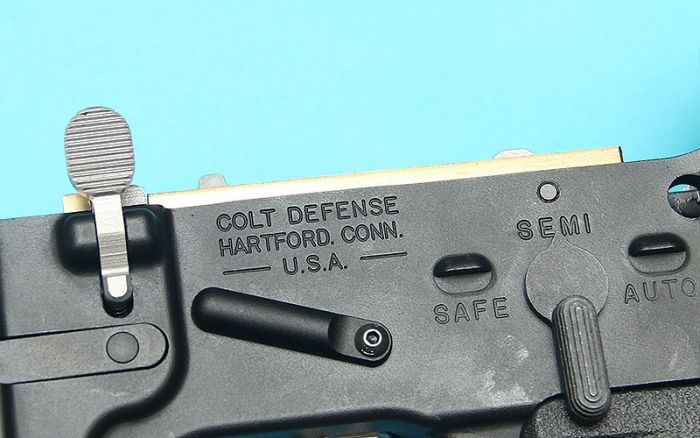 COLT DEFENSE
HARTFORD. CONN.
U.S.A.
SEMI
SAFE
AUTO